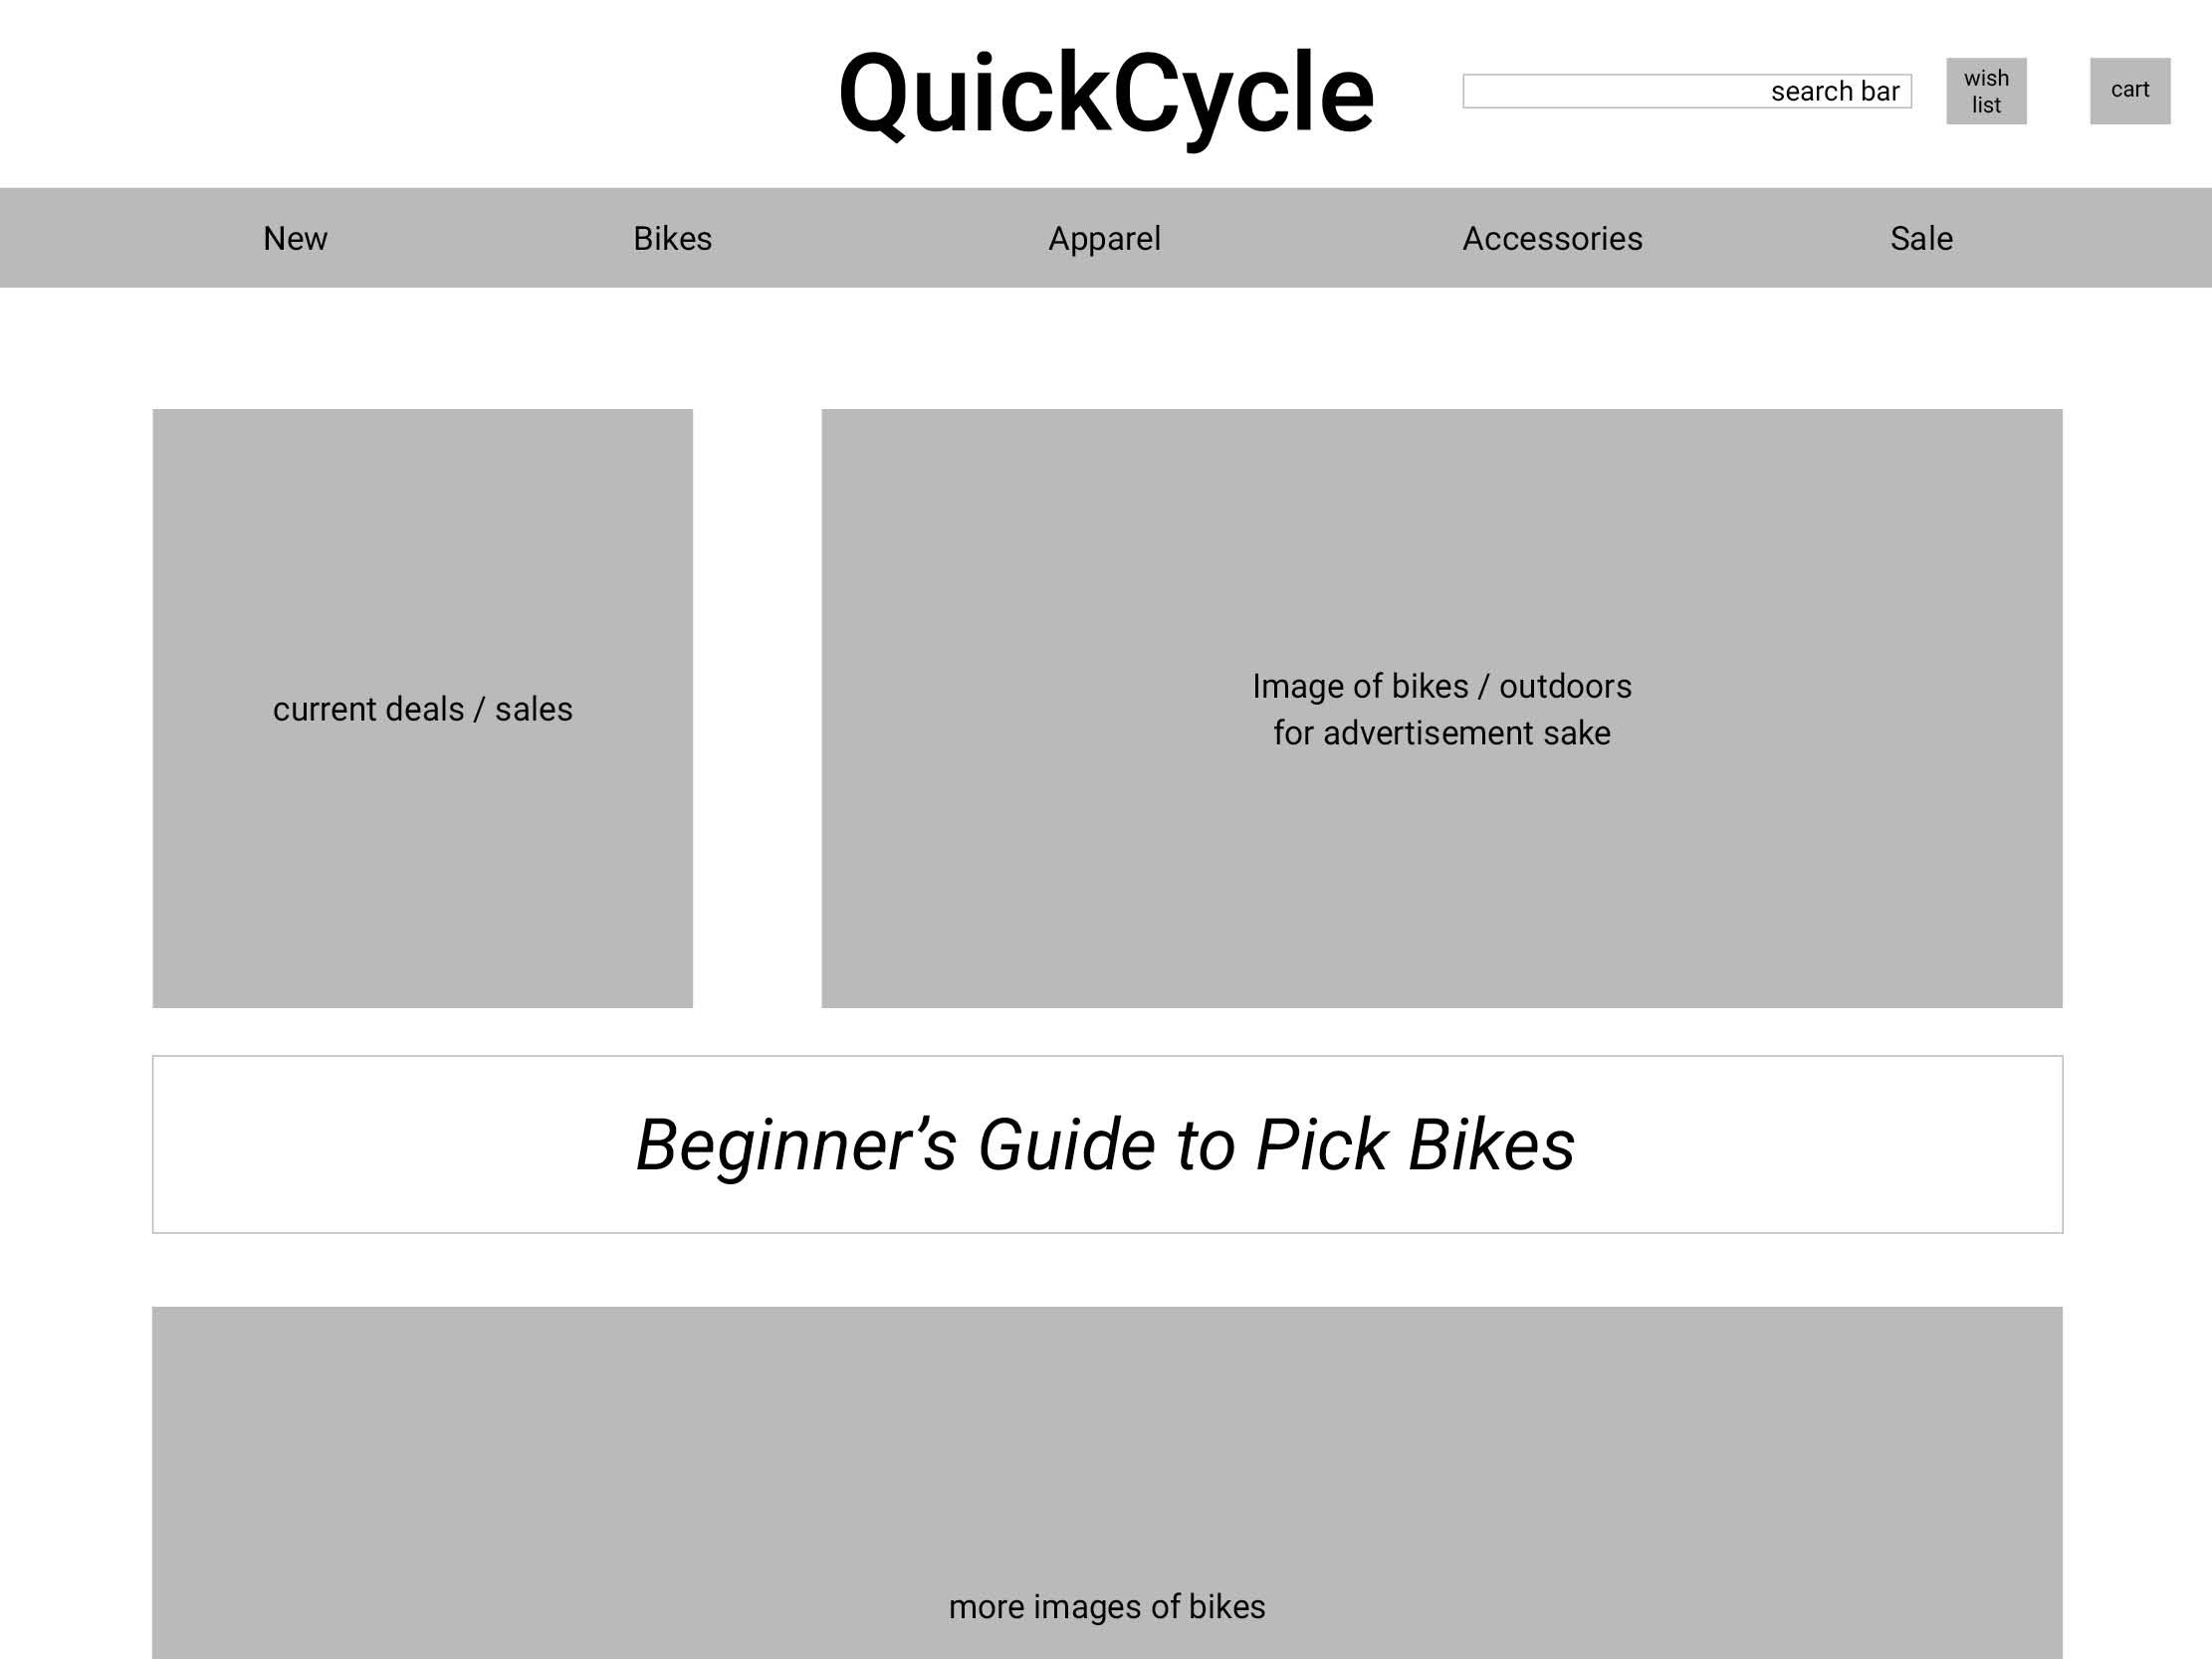 QuickCycle
search bar
wish
list
cart
New
Bikes
Apparel
Accessories
Sale
current deals / sales
Image of bikes / outdoors
for advertisement sake
Beginner’s Guide to Pick Bikes
more images of bikes